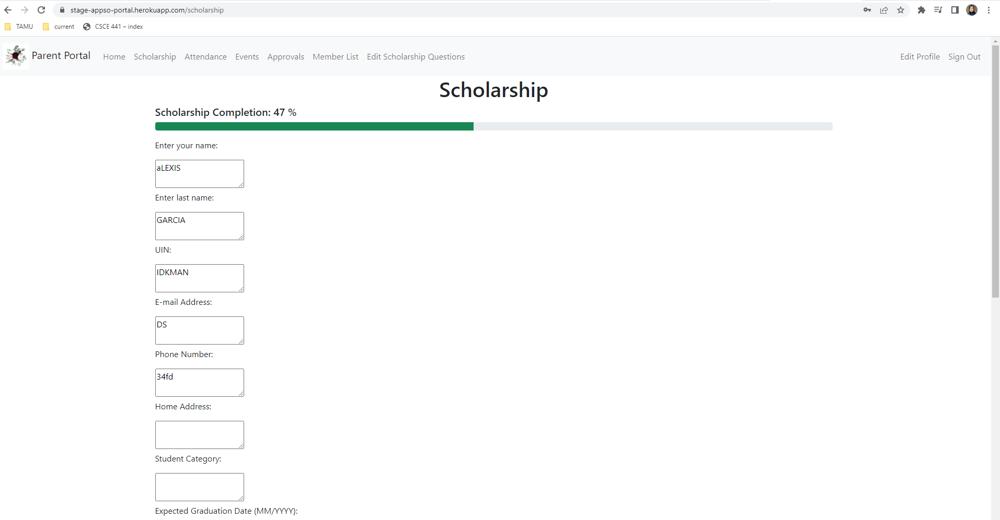 stage-appso-portal.herokuapp.com/scholarship
TAMU current CSCE 441 – index
Parent Portal Home Scholarship Attendance Events Approvals Member List Edit Scholarship Questions Edit Profile Sign Out
Scholarship
Scholarship Completion: 47 %
Enter your name:
aLEXIS
Enter last name:
GARCIA
UIN:
IDKMAN
E-mail Address:
DS
Phone Number:
34fd
Home Address:
Student Category:
Expected Graduation Date (MM/YYYY):